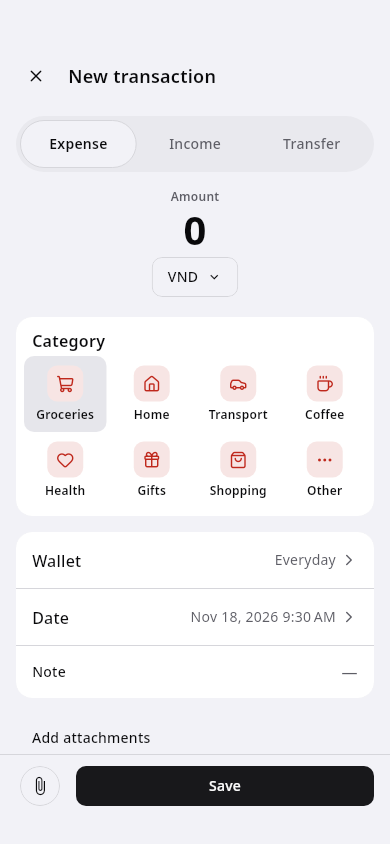 New transaction
Expense Income Transfer
Amount
0
VND
Category
Groceries Home Transport Coffee
Health Gifts Shopping Other
Wallet Everyday
Date Nov 18, 2026 9:30 AM
Note —
Add attachments
Save